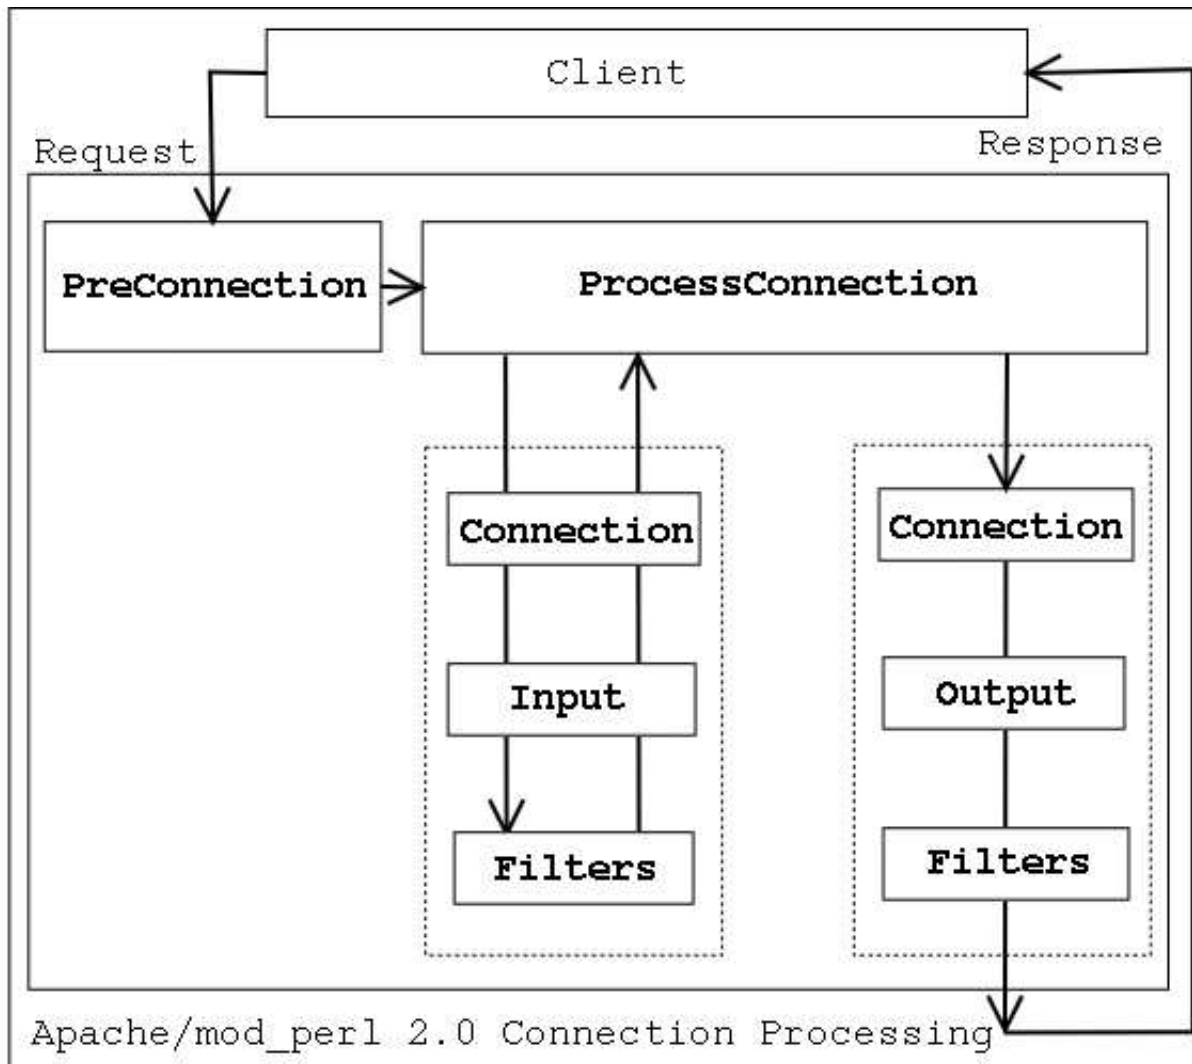 Client
Request
Response
PreConnection
ProcessConnection
Connection
Input
Filters
Connection
Output
Filters
Apache/mod_perl 2.0 Connection Processing